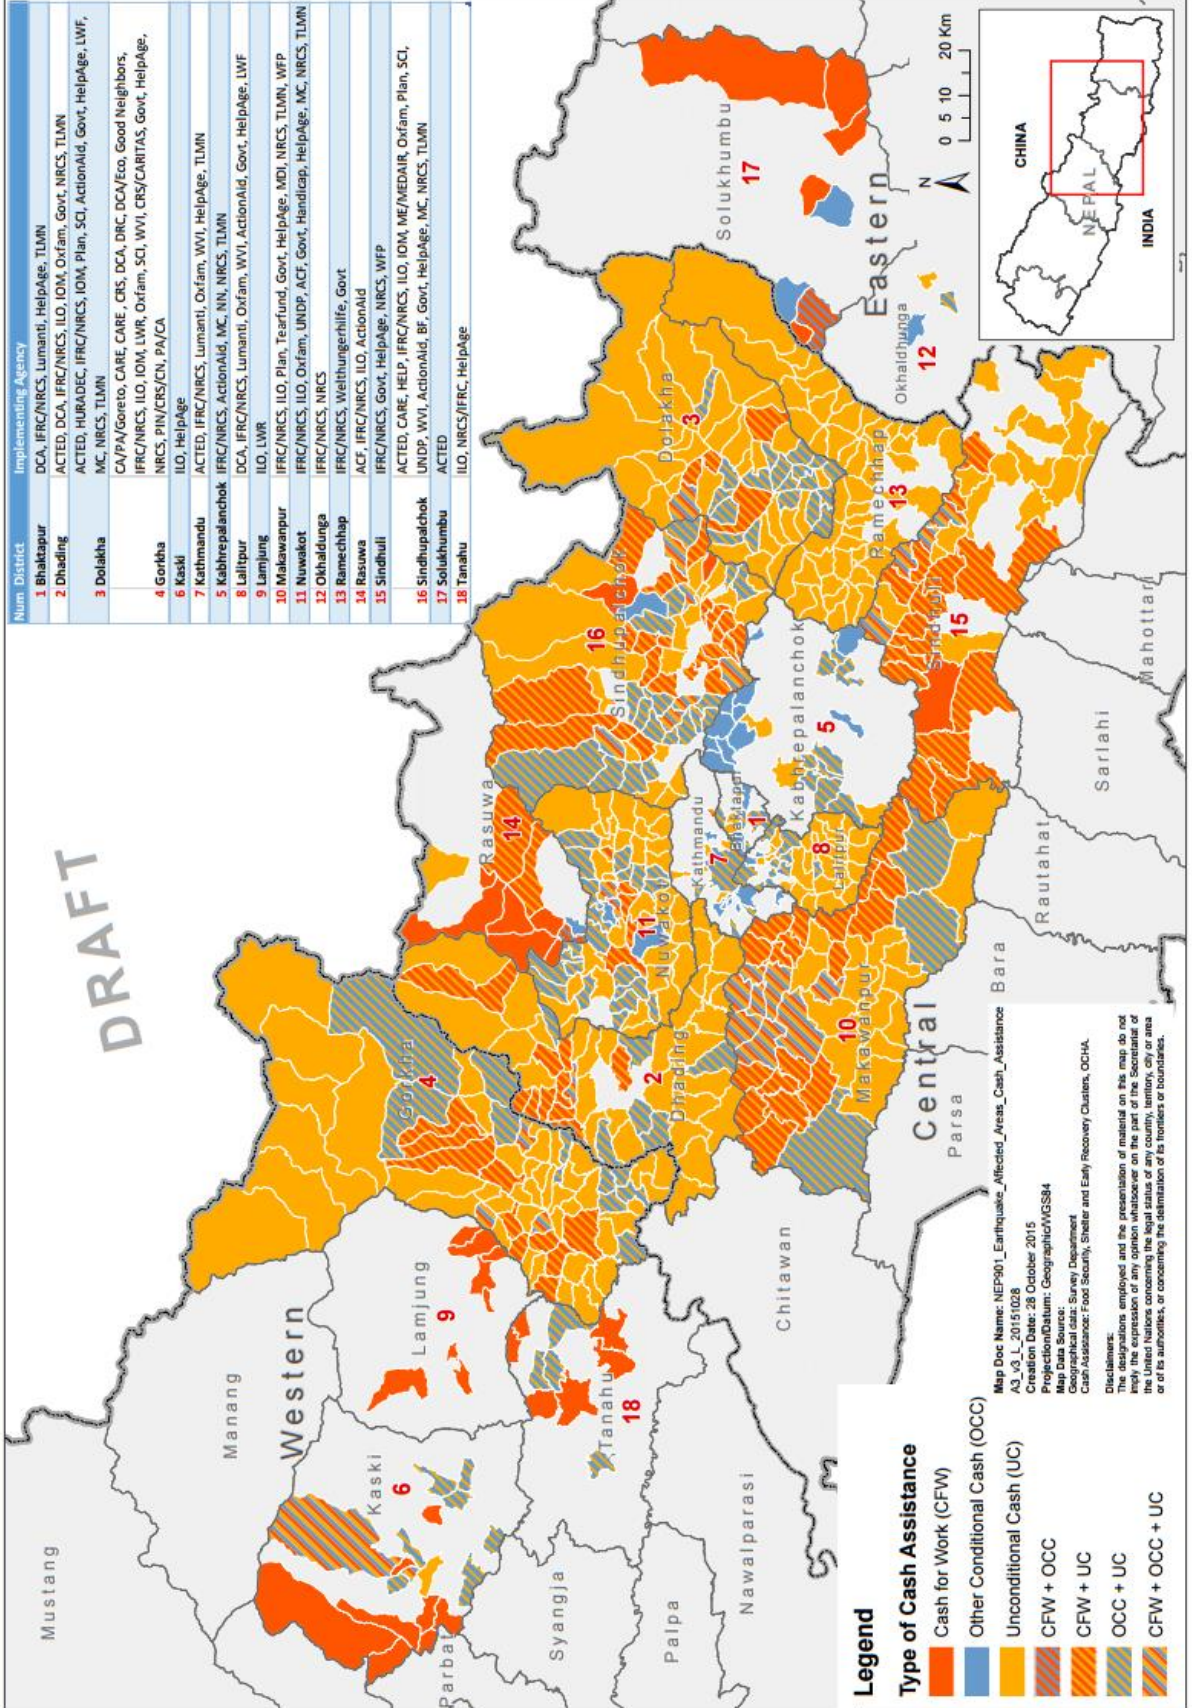 DRAFT
Num District Implementing Agency
1 Bhaktapur DCA, IFRC/NRCS, Lumanti, HelpAge, TLMN
2 Dhading ACTED, DCA, IFRC/NRCS, ILO, IOM, Oxfam, Govt, NRCS, TLMN
ACTED, HURADEC, IFRC/NRCS, IOM, Plan, SCI, ActionAid, Govt, HelpAge, LWF,
3 Dolakha MC, NRCS, TLMN
CA/PA/Goreto, CARE, CARE , CRS, DCA, DRC, DCA/Eco, Good Neighbors,
IFRC/NRCS, ILO, IOM, LWR, Oxfam, SCI, WVI, CRS/CARITAS, Govt, HelpAge,
4 Gorkha NRCS, PIN/CRS/CN, PA/CA
6 Kaski ILO, HelpAge
7 Kathmandu ACTED, IFRC/NRCS, Lumanti, Oxfam, WVI, HelpAge, TLMN
5 Kabhrepalanchok IFRC/NRCS, ActionAid, MC, NN, NRCS, TLMN
8 Lalitpur DCA, IFRC/NRCS, Lumanti, Oxfam, WVI, ActionAid, Govt, HelpAge, LWF
9 Lamjung ILO, LWR
10 Makawanpur IFRC/NRCS, ILO, Plan, Tearfund, Govt, HelpAge, MDI, NRCS, TLMN, WFP
11 Nuwakot IFRC/NRCS, ILO, Oxfam, UNDP, ACF, Govt, Handicap, HelpAge, MC, NRCS, TLMN
12 Okhaldunga IFRC/NRCS, NRCS
13 Ramechhap IFRC/NRCS, Welthungerhilfe, Govt
14 Rasuwa ACF, IFRC/NRCS, ILO, ActionAid
15 Sindhuli IFRC/NRCS, Govt, HelpAge, NRCS, WFP
ACTED, CARE, HELP, IFRC/NRCS, ILO, IOM, ME/MEDAIR, Oxfam, Plan, SCI,
16 Sindhupalchok UNDP, WVI, ActionAid, BF, Govt, HelpAge, MC, NRCS, TLMN
17 Solukhumbu ACTED
18 Tanahu ILO, NRCS/IFRC, HelpAge
Mustang
Manang
Western
Kaski
6
Lamjung
9
Gorkha
4
Parbat
Syangja
Tanahu
18
Palpa
Nawalparasi
Chitawan
Rasuwa
14
Dhading
2
Nuwakot
11
Kathmandu
7
Bhaktapur
1
Lalitpur
8
Makawanpur
10
Central
Parsa
Bara
Rautahat
Sarlahi
Mahottari
Sindhupalchok
16
Kabhrepalanchok
5
Sindhuli
15
Dolakha
3
Ramechhap
13
Okhaldhunga
12
Solukhumbu
17
Eastern
N
0 5 10 20 Km
CHINA
NEPAL
INDIA
Legend
Type of Cash Assistance
Cash for Work (CFW)
Other Conditional Cash (OCC)
Unconditional Cash (UC)
CFW + OCC
CFW + UC
OCC + UC
CFW + OCC + UC
Map Doc Name: NEP901_Earthquake_Affected_Areas_Cash_Assistance
A3_v3_L_20151028
Creation Date: 28 October 2015
Projection/Datum: Geographic/WGS84
Map Data Source:
Geographical data: Survey Department
Cash Assistance: Food Security, Shelter and Early Recovery Clusters, OCHA.
Disclaimers:
The designations employed and the presentation of material on this map do not
imply the expression of any opinion whatsoever on the part of the Secretariat of
the United Nations concerning the legal status of any country, territory, city or area
or of its authorities, or concerning the delimitation of its frontiers or boundaries.